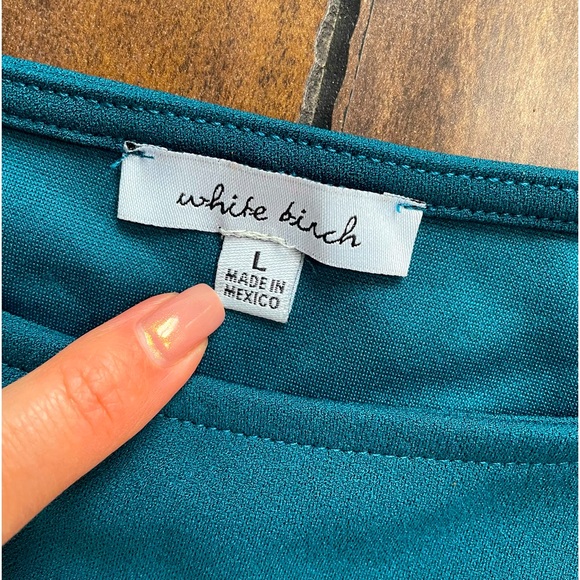 white birch
L
MADE IN
MEXICO